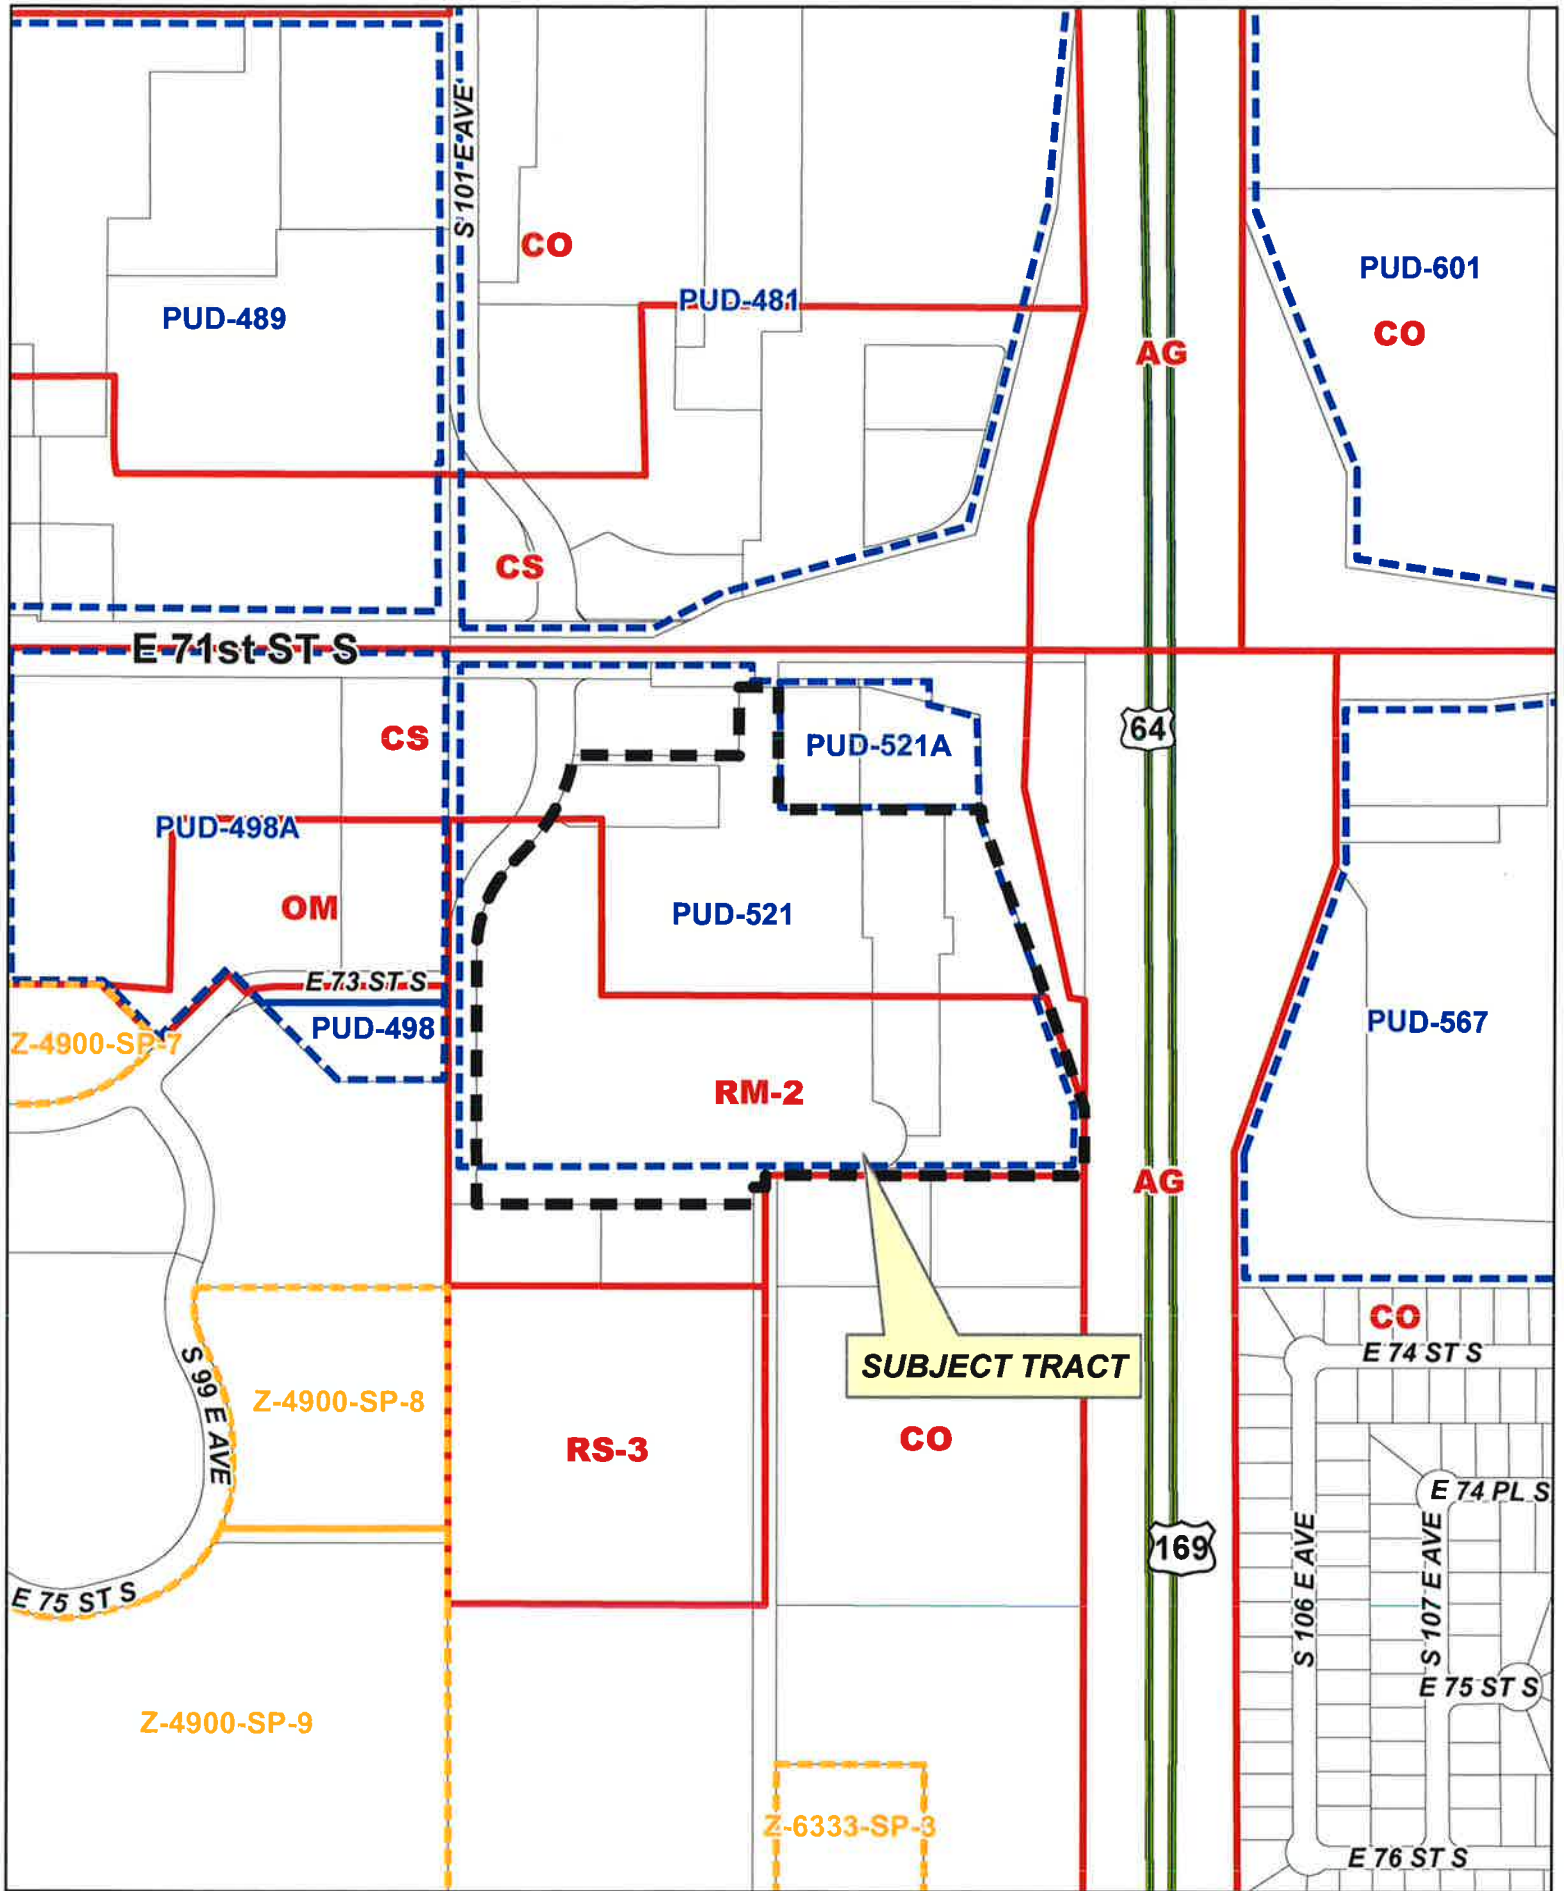 S 101 E AVE
CO
PUD-601
PUD-481
PUD-489
CO
AG
CS
E 71st ST S
64
CS
PUD-521A
PUD-498A
OM
PUD-521
E 73 ST S
PUD-498
PUD-567
Z-4900-SP-7
RM-2
AG
CO
E 74 ST S
SUBJECT TRACT
S 99 E AVE
Z-4900-SP-8
CO
RS-3
E 74 PL S
169
S 106 E AVE
S 107 E AVE
E 75 ST S
E 75 ST S
Z-4900-SP-9
Z-6333-SP-3
E 76 ST S